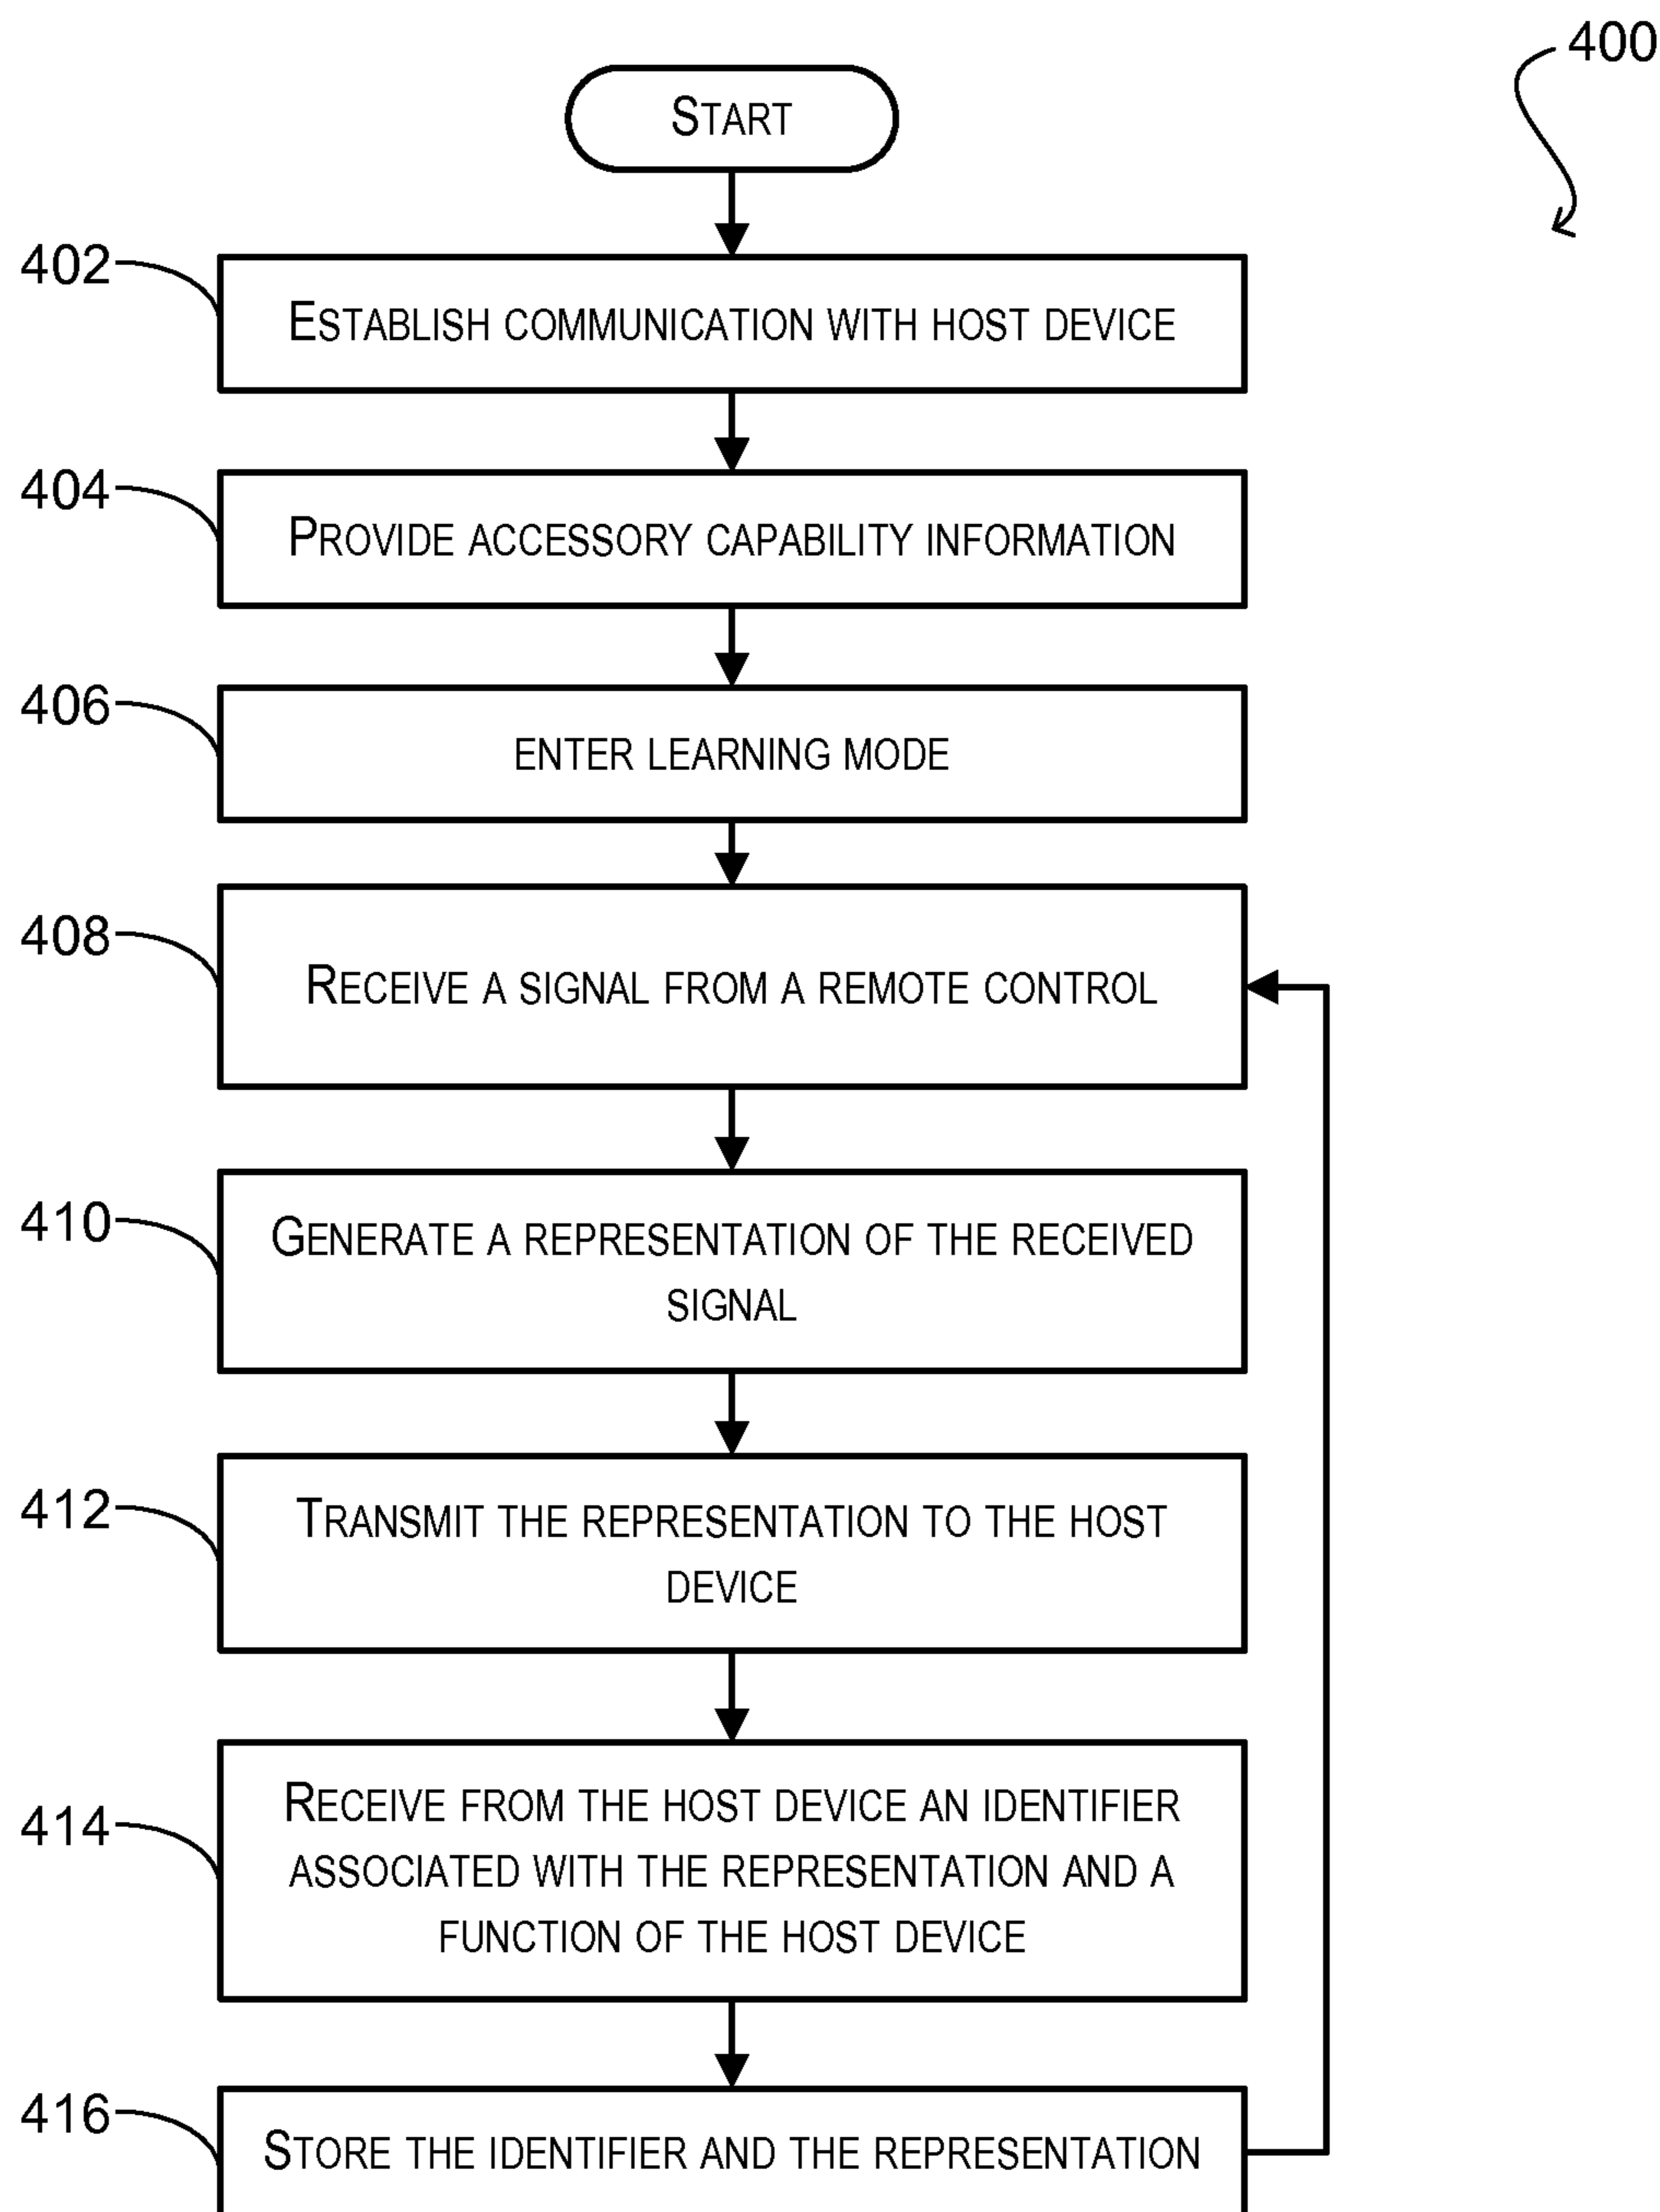 400
START
402
ESTABLISH COMMUNICATION WITH HOST DEVICE
404
PROVIDE ACCESSORY CAPABILITY INFORMATION
406
ENTER LEARNING MODE
408
RECEIVE A SIGNAL FROM A REMOTE CONTROL
410
GENERATE A REPRESENTATION OF THE RECEIVED
SIGNAL
412
TRANSMIT THE REPRESENTATION TO THE HOST
DEVICE
414
RECEIVE FROM THE HOST DEVICE AN IDENTIFIER
ASSOCIATED WITH THE REPRESENTATION AND A
FUNCTION OF THE HOST DEVICE
416
STORE THE IDENTIFIER AND THE REPRESENTATION